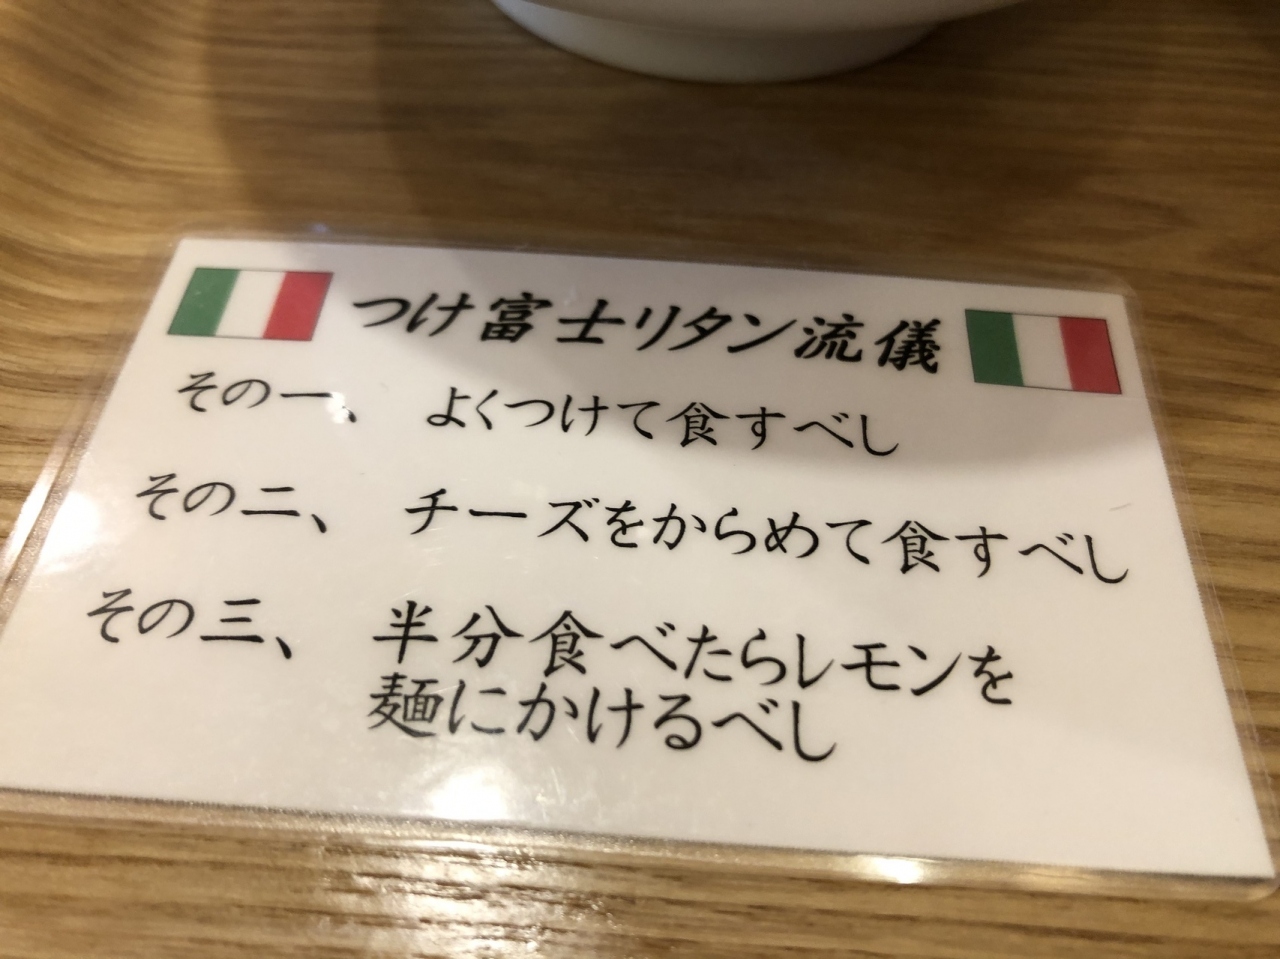 つけ富士リタン流儀
その一、 よくつけて食すべし
その二、 チーズをからめて食すべし
その三、 半分食べたらレモンを
麺にかけるべし